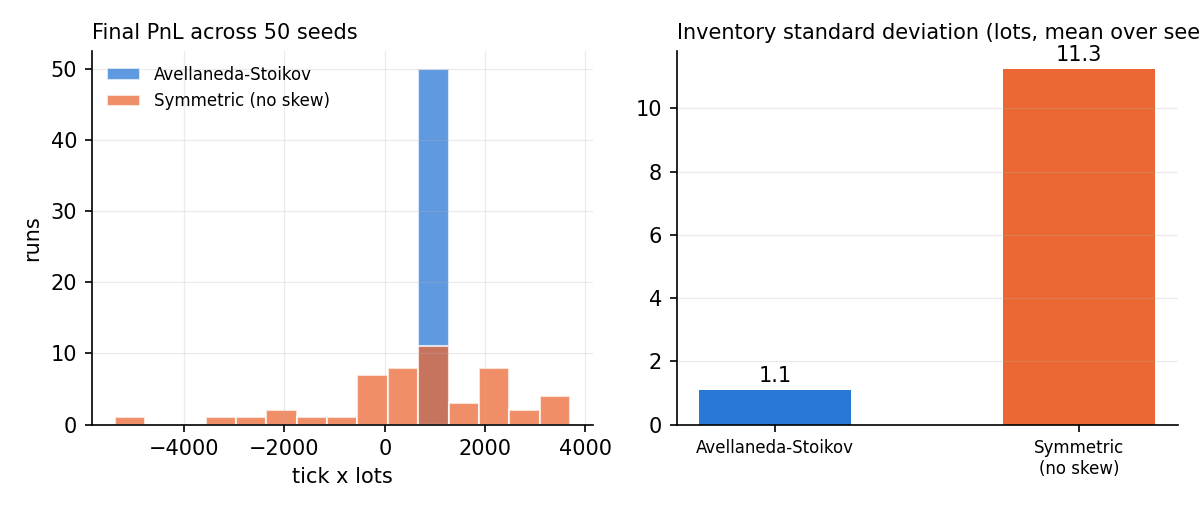 Final PnL across 50 seeds
50
40
30
20
10
0
runs
Avellaneda-Stoikov
Symmetric (no skew)
−4000
−2000
0
2000
4000
tick x lots
Inventory standard deviation (lots, mean over see
10
8
6
4
2
0
1.1
11.3
Avellaneda-Stoikov
Symmetric
(no skew)